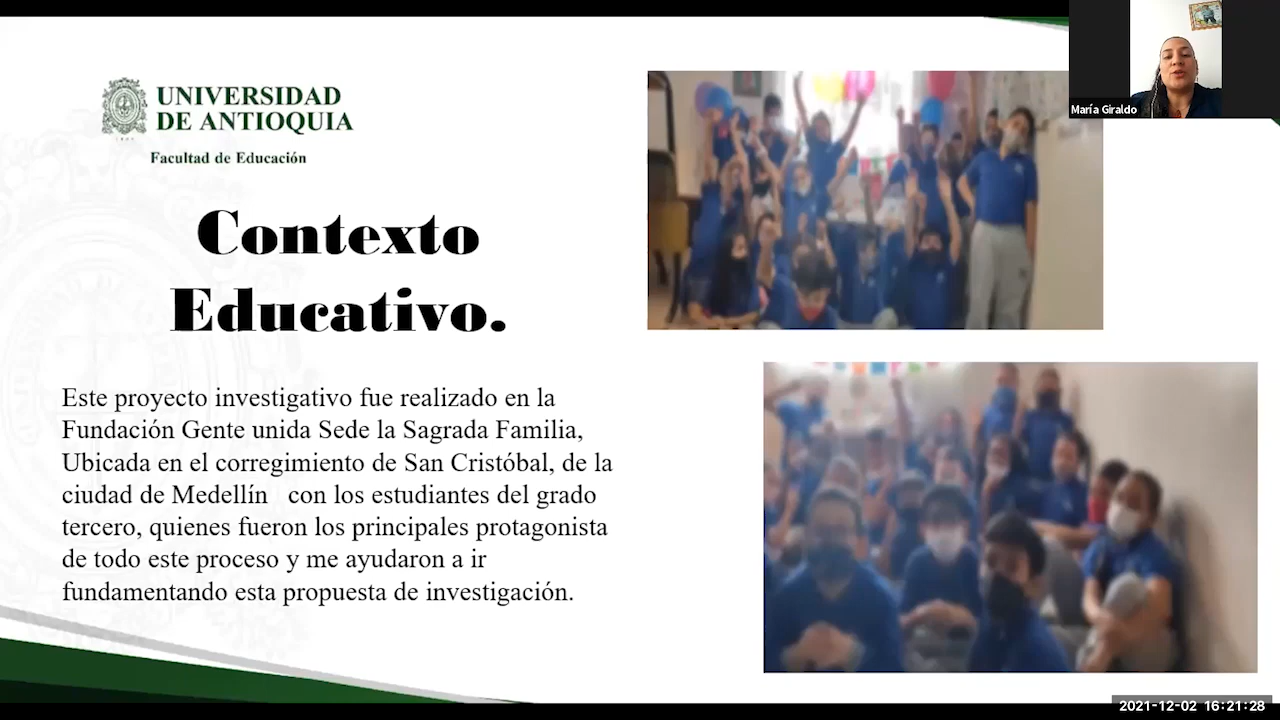 UNIVERSIDAD
DE ANTIOQUIA
Facultad de Educación
Contexto
Educativo.
Este proyecto investigativo fue realizado en la
Fundación Gente unida Sede la Sagrada Familia,
Ubicada en el corregimiento de San Cristóbal, de la
ciudad de Medellín con los estudiantes del grado
tercero, quienes fueron los principales protagonista
de todo este proceso y me ayudaron a ir
fundamentando esta propuesta de investigación.
María Giraldo
2021-12-02 16:21:28